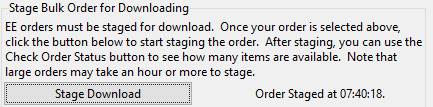 Stage Bulk Order for Downloading
EE orders must be staged for download.  Once your order is selected above,
click the button below to start staging the order.  After staging, you can use the
Check Order Status button to see how many items are available.  Note that
large orders may take an hour or more to stage.
Stage Download    Order Staged at 07:40:18.